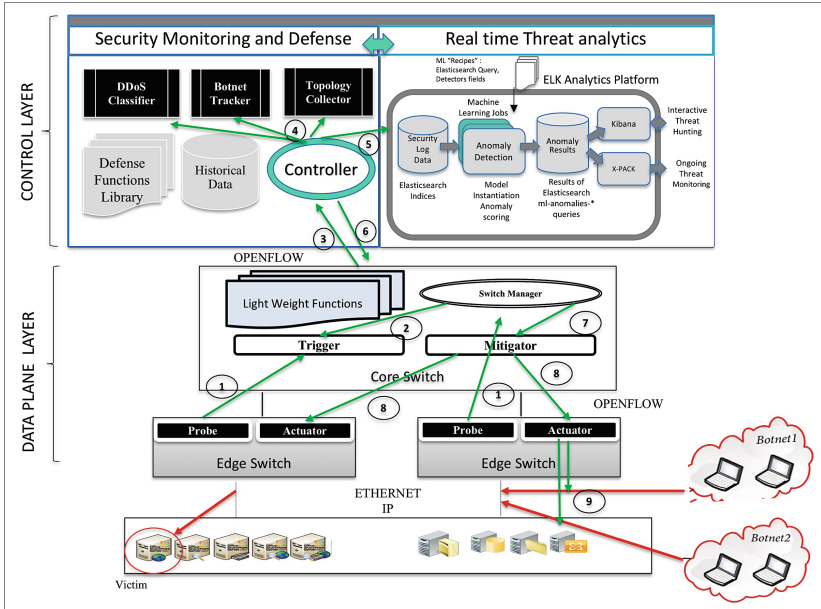 Security Monitoring and Defense
Real time Threat analytics
CONTROL LAYER
DDoS
Classifier
Botnet
Tracker
Topology
Collector
ML "Recipes" :
Elasticsearch Query,
Detectors fields
ELK Analytics Platform
4
5
Defense
Functions
Library
Historical
Data
Controller
Machine
Learning Jobs
Security
Log
Data
Anomaly
Detection
Anomaly
Results
Kibana
X-PACK
Interactive
Threat
Hunting
Ongoing
Threat
Monitoring
Elasticsearch
Indices
Model
Instantiation
Anomaly
scoring
Results of
Elasticsearch
ml-anomalies-*
queries
3
6
OPENFLOW
DATA PLANE LAYER
Light Weight Functions
Switch Manager
2
7
Trigger
Mitigator
Core Switch
1
8
1
8
OPENFLOW
Probe
Actuator
Edge Switch
Probe
Actuator
Edge Switch
Botnet1
ETHERNET
IP
9
Botnet2
Victim